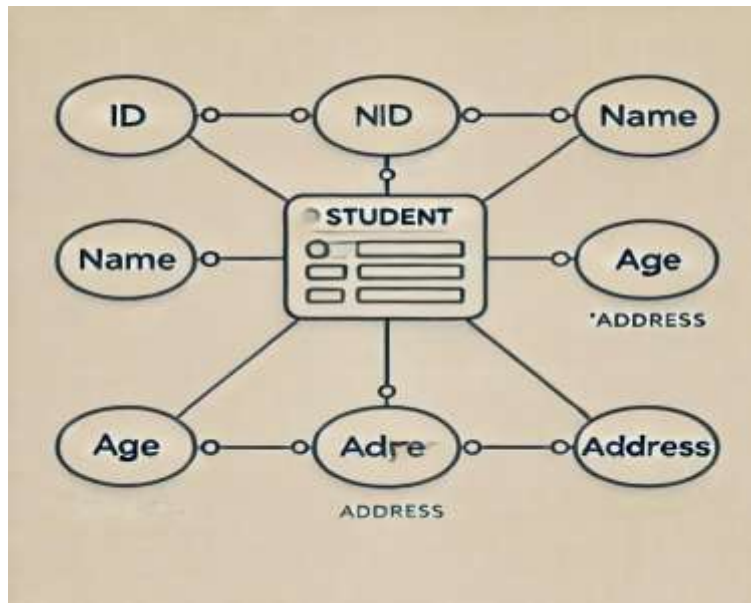 ID
NID
Name
STUDENT
Name
Age
*ADDRESS
Age
Address
ADDRESS